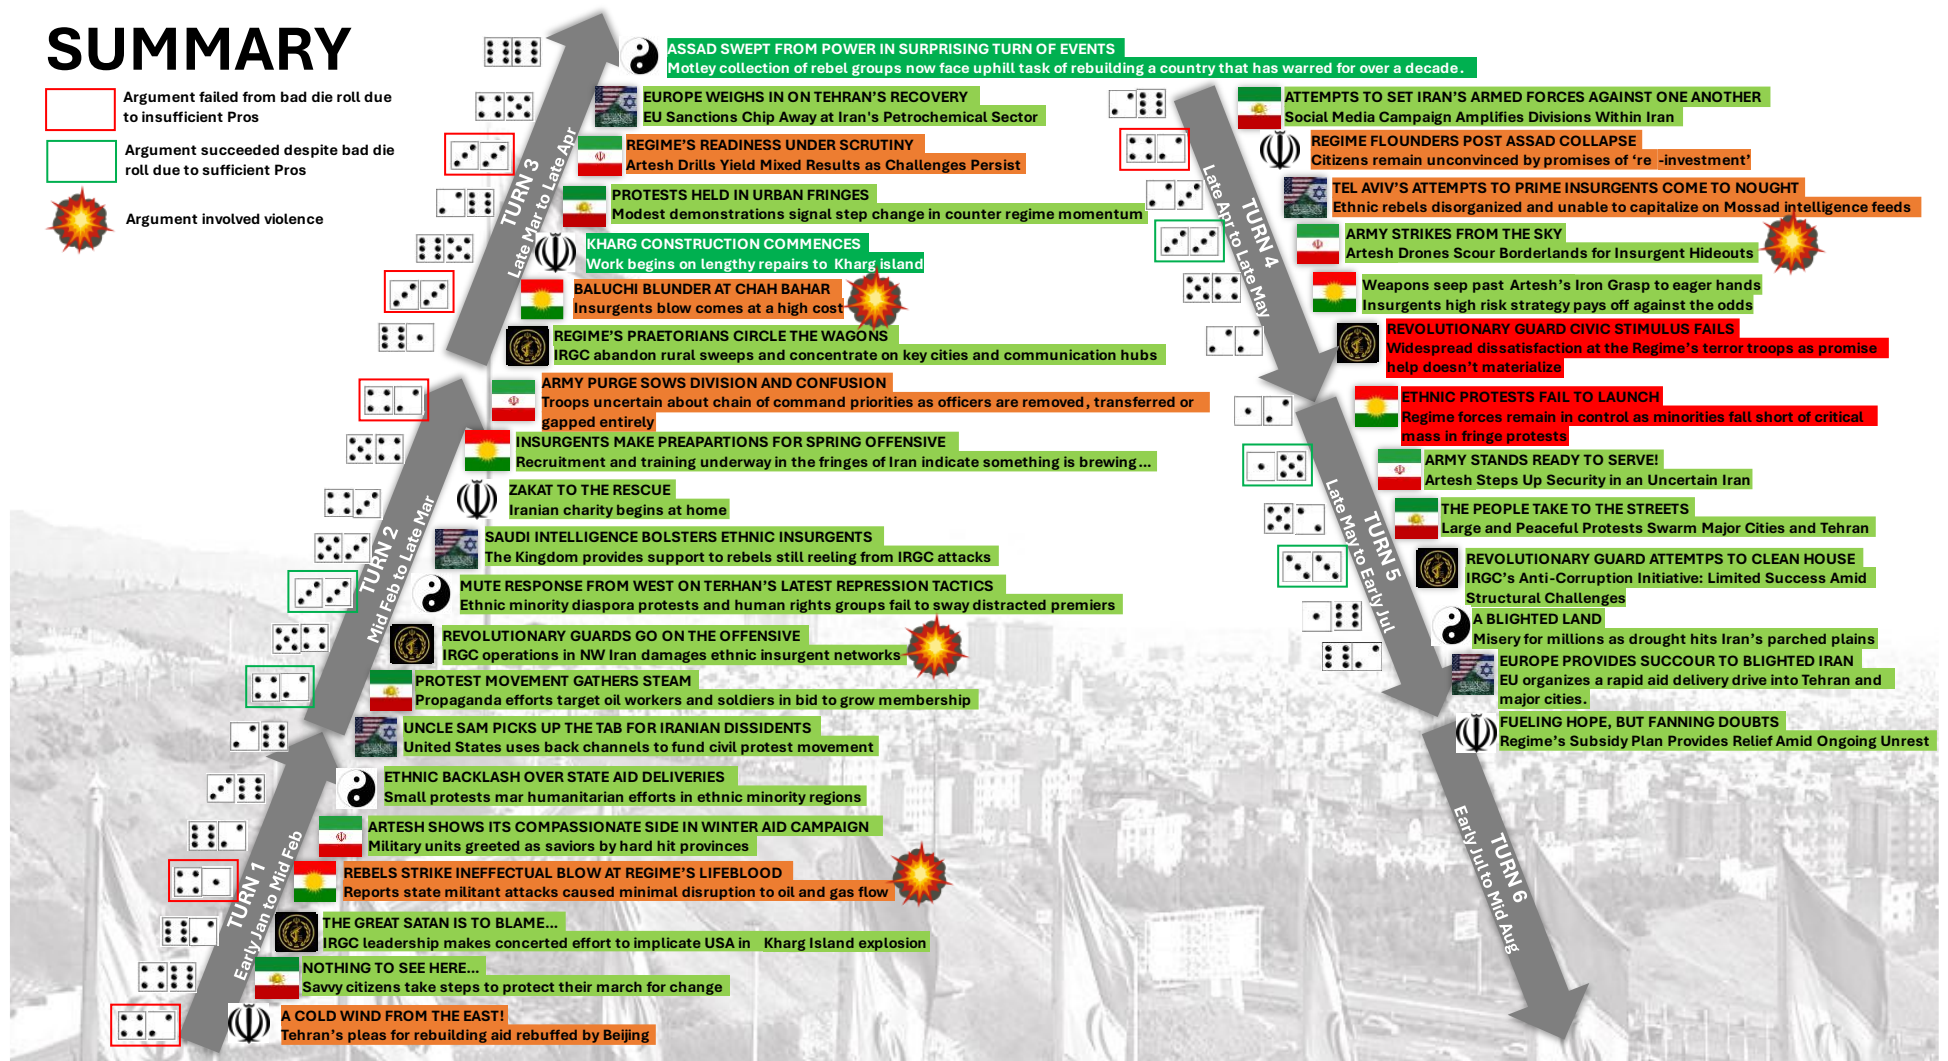 SUMMARY
Argument failed from bad die roll due
to insufficient Pros
Argument succeeded despite bad die
roll due to sufficient Pros
Argument involved violence
ASSAD SWEPT FROM POWER IN SURPRISING TURN OF EVENTS
Motley collection of rebel groups now face uphill task of rebuilding a country that has warred for over a decade.
EUROPE WEIGHS IN ON TEHRAN'S RECOVERY
EU Sanctions Chip Away at Iran's Petrochemical Sector
REGIME'S READINESS UNDER SCRUTINY
Artesh Drills Yield Mixed Results as Challenges Persist
PROTESTS HELD IN URBAN FRINGES
Modest demonstrations signal step change in counter regime momentum
KHARG CONSTRUCTION COMMENCES
Work begins on lengthy repairs to Kharg island
BALUCHI BLUNDER AT CHAH BAHAR
Insurgents blow comes at a high cost
REGIME'S PRAETORIANS CIRCLE THE WAGONS
IRGC abandon rural sweeps and concentrate on key cities and communication hubs
TURN 3
Late Mar to Late Apr
ARMY PURGE SOWS DIVISION AND CONFUSION
Troops uncertain about chain of command priorities as officers are removed, transferred or
gapped entirely
INSURGENTS MAKE PREAPARTIONS FOR SPRING OFFENSIVE
Recruitment and training underway in the fringes of Iran indicate something is brewing...
ZAKAT TO THE RESCUE
Iranian charity begins at home
SAUDI INTELLIGENCE BOLSTERS ETHNIC INSURGENTS
The Kingdom provides support to rebels still reeling from IRGC attacks
MUTE RESPONSE FROM WEST ON TERHAN'S LATEST REPRESSION TACTICS
Ethnic minority diaspora protests and human rights groups fail to sway distracted premiers
REVOLUTIONARY GUARDS GO ON THE OFFENSIVE
IRGC operations in NW Iran damages ethnic insurgent networks
PROTEST MOVEMENT GATHERS STEAM
Propaganda efforts target oil workers and soldiers in bid to grow membership
TURN 2
Mid Feb to Late Mar
UNCLE SAM PICKS UP THE TAB FOR IRANIAN DISSIDENTS
United States uses back channels to fund civil protest movement
ETHNIC BACKLASH OVER STATE AID DELIVERIES
Small protests mar humanitarian efforts in ethnic minority regions
ARTESH SHOWS ITS COMPASSIONATE SIDE IN WINTER AID CAMPAIGN
Military units greeted as saviors by hard hit provinces
REBELS STRIKE INEFFECTUAL BLOW AT REGIME'S LIFEBLOOD
Reports state militant attacks caused minimal disruption to oil and gas flow
THE GREAT SATAN IS TO BLAME...
IRGC leadership makes concerted effort to implicate USA in Kharg Island explosion
NOTHING TO SEE HERE...
Savvy citizens take steps to protect their march for change
A COLD WIND FROM THE EAST!
Tehran's pleas for rebuilding aid rebuffed by Beijing
TURN 1
Early Jan to Mid Feb
ATTEMPTS TO SET IRAN'S ARMED FORCES AGAINST ONE ANOTHER
Social Media Campaign Amplifies Divisions Within Iran
REGIME FLOUNDERS POST ASSAD COLLAPSE
Citizens remain unconvinced by promises of 're -investment'
TEL AVIV'S ATTEMPTS TO PRIME INSURGENTS COME TO NOUGHT
Ethnic rebels disorganized and unable to capitalize on Mossad intelligence feeds
ARMY STRIKES FROM THE SKY
Artesh Drones Scour Borderlands for Insurgent Hideouts
Weapons seep past Artesh's Iron Grasp to eager hands
Insurgents high risk strategy pays off against the odds
REVOLUTIONARY GUARD CIVIC STIMULUS FAILS
Widespread dissatisfaction at the Regime's terror troops as promise
help doesn't materialize
TURN 4
Late Apr to Late May
ETHNIC PROTESTS FAIL TO LAUNCH
Regime forces remain in control as minorities fall short of critical
mass in fringe protests
ARMY STANDS READY TO SERVE!
Artesh Steps Up Security in an Uncertain Iran
THE PEOPLE TAKE TO THE STREETS
Large and Peaceful Protests Swarm Major Cities and Tehran
REVOLUTIONARY GUARD ATTEMTPS TO CLEAN HOUSE
IRGC's Anti-Corruption Initiative: Limited Success Amid
Structural Challenges
A BLIGHTED LAND
Misery for millions as drought hits Iran's parched plains
EUROPE PROVIDES SUCCOUR TO BLIGHTED IRAN
EU organizes a rapid aid delivery drive into Tehran and
major cities.
TURN 5
Late May to Early Jul
FUELING HOPE, BUT FANNING DOUBTS
Regime's Subsidy Plan Provides Relief Amid Ongoing Unrest
TURN 6
Early Jul to Mid Aug